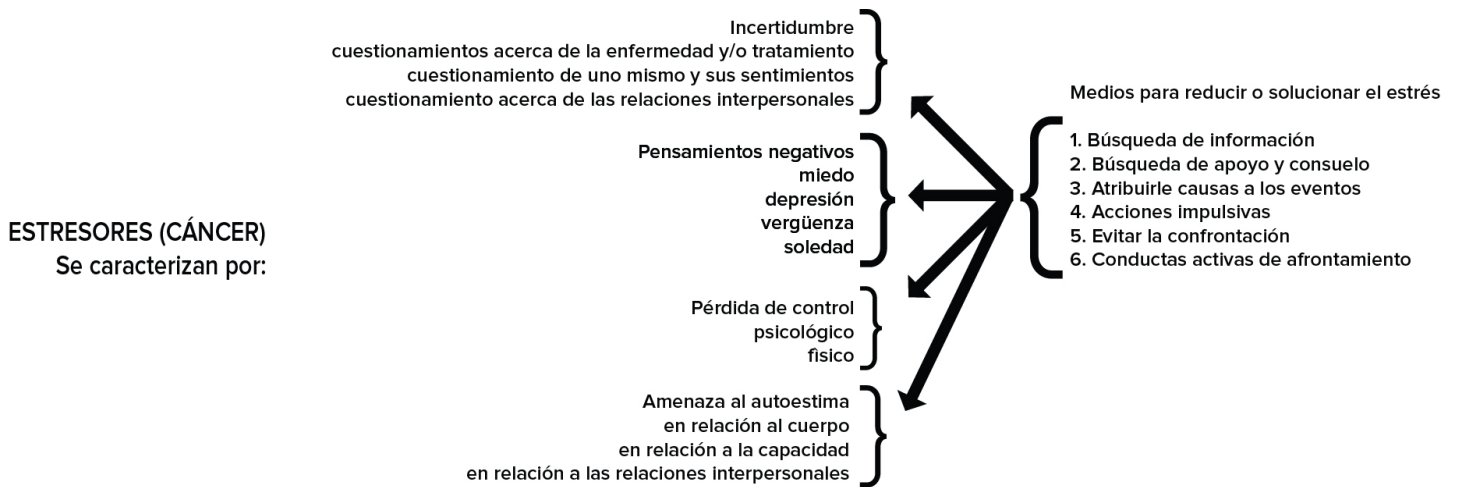 ESTRESORES (CÁNCER)
Se caracterizan por:
Incertidumbre
cuestionamientos acerca de la enfermedad y/o tratamiento
cuestionamiento de uno mismo y sus sentimientos
cuestionamiento acerca de las relaciones interpersonales
Pensamientos negativos
miedo
depresión
vergüenza
soledad
Pérdida de control
psicológico
fìsico
Amenaza al autoestima
en relación al cuerpo
en relación a la capacidad
en relación a las relaciones interpersonales
Medios para reducir o solucionar el estrés
1. Búsqueda de información
2. Búsqueda de apoyo y consuelo
3. Atribuirle causas a los eventos
4. Acciones impulsivas
5. Evitar la confrontación
6. Conductas activas de afrontamiento